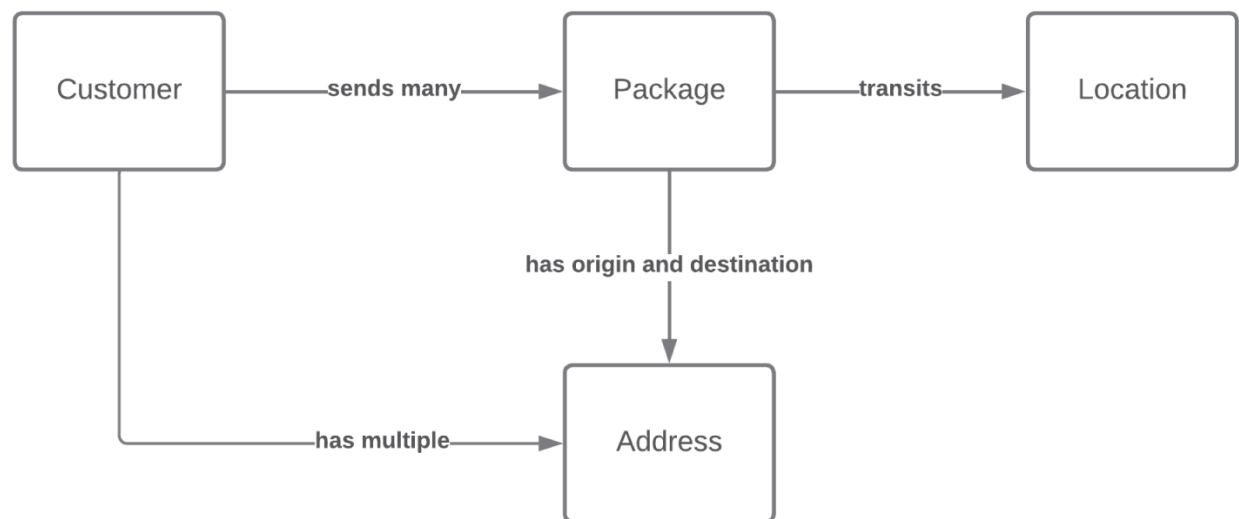 Customer
sends many
Package
transits
Location
has origin and destination
has multiple
Address